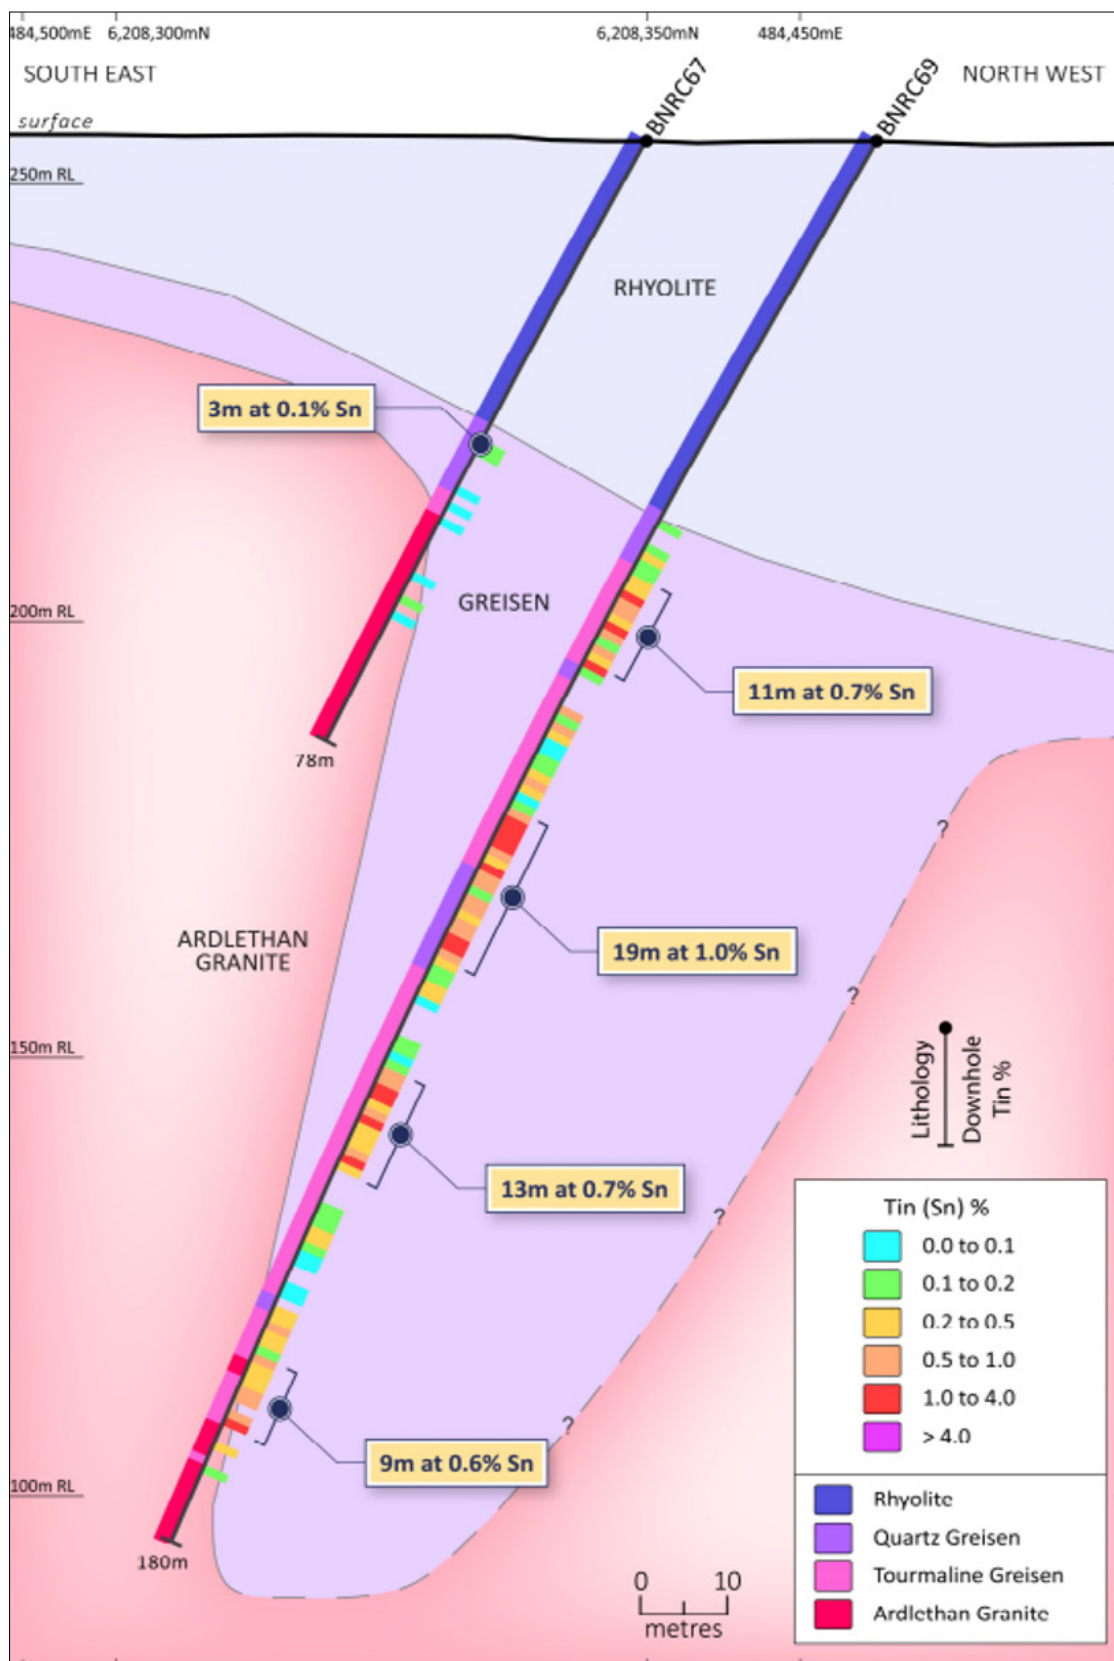 484,500mE 6,208,300mN 6,208,350mN 484,450mE
SOUTH EAST
NORTH WEST
BNRC67
BNRC69
surface
250m RL
RHYOLITE
3m at 0.1% Sn
200m RL
GREISEN
11m at 0.7% Sn
78m
?
ARDLETHAN
GRANITE
19m at 1.0% Sn
?
150m RL
Lithology
Downhole
Tin %
13m at 0.7% Sn
?
Tin (Sn) %
0.0 to 0.1
0.1 to 0.2
0.2 to 0.5
0.5 to 1.0
1.0 to 4.0
> 4.0
?
9m at 0.6% Sn
100m RL
Rhyolite
Quartz Greisen
Tourmaline Greisen
Ardlethan Granite
180m
0 10
metres